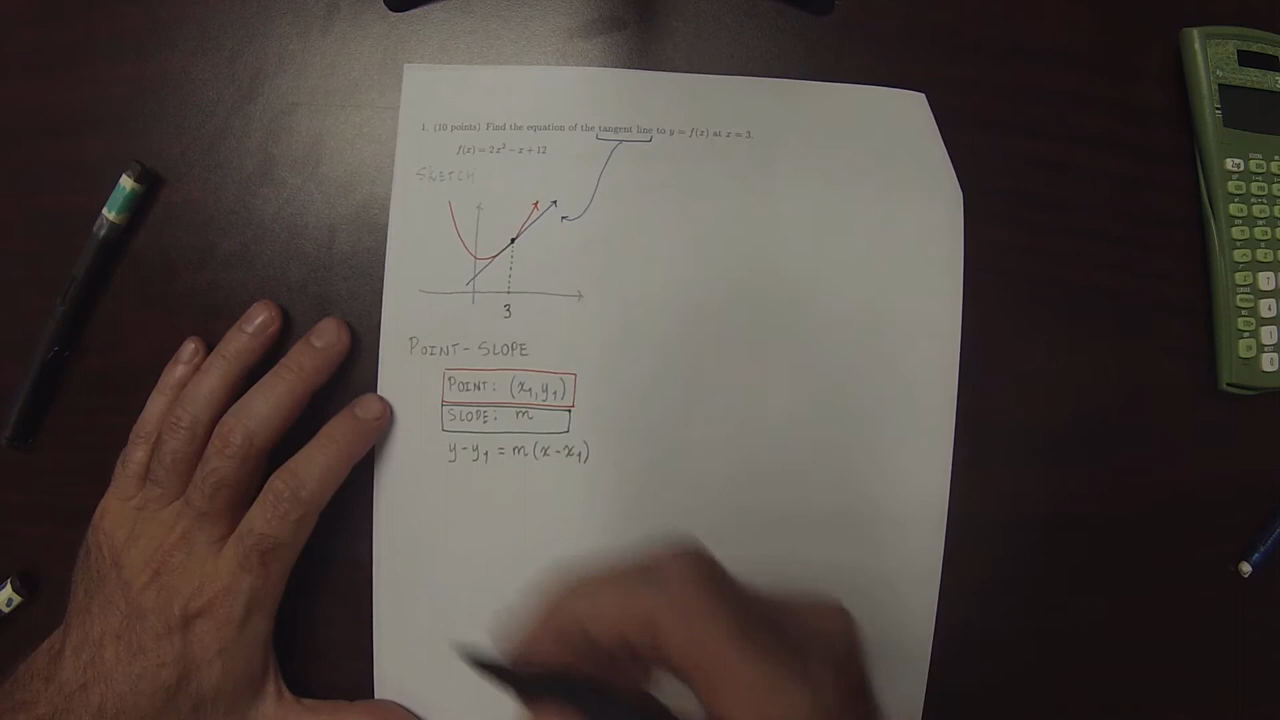 1. (10 points) Find the equation of the tangent line to y = f(x) at x = 3.
f(x) = 2x² − x + 12
SKETCH
3
POINT-SLOPE
POINT: (x₁, y₁)
SLOPE: m
y-y₁ = m(x-x₁)